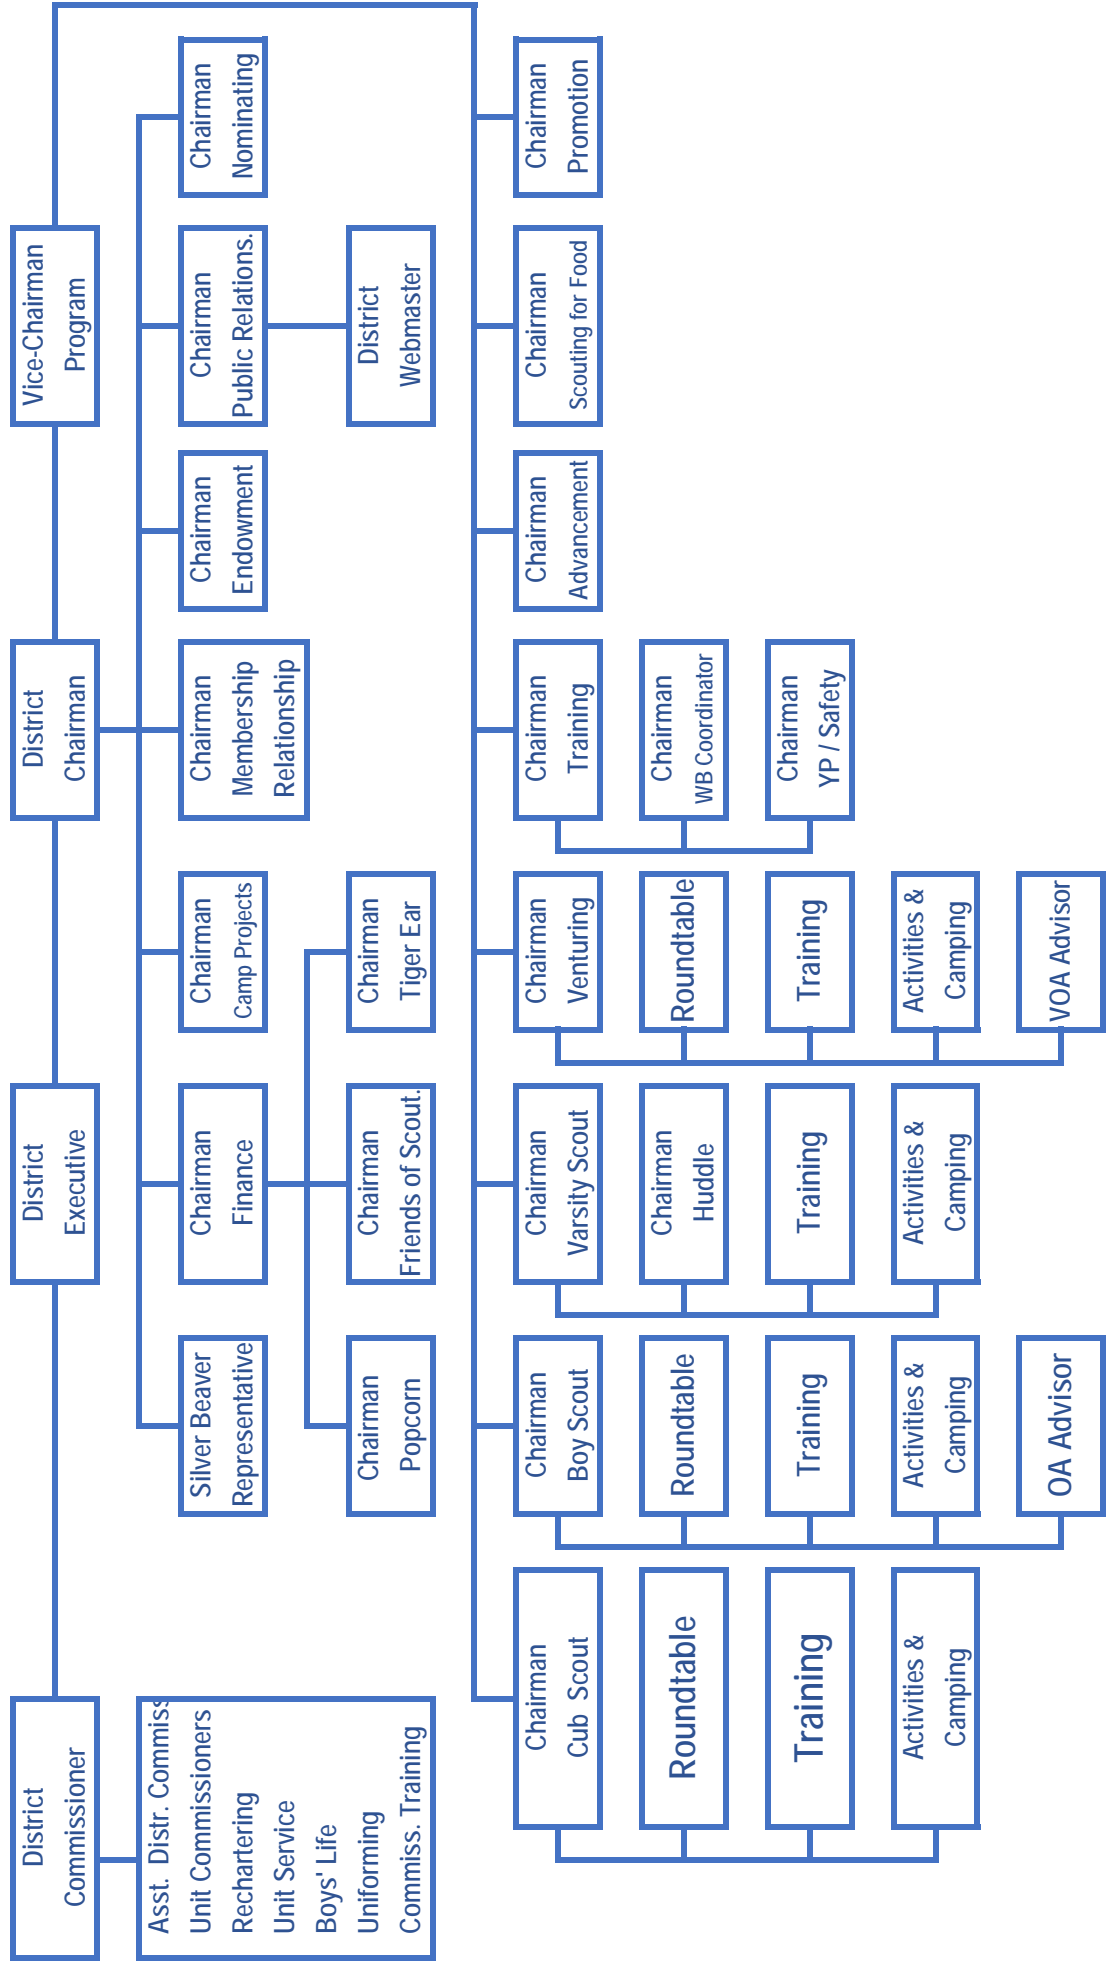 District
Commissioner
District
Executive
District
Chairman
Vice-Chairman
Program
Asst. Distr. Commiss
Unit Commissioners
Rechartering
Unit Service
Boys' Life
Uniforming
Commiss. Training
Silver Beaver
Representative
Chairman
Finance
Chairman
Camp Projects
Chairman
Membership
Relationship
Chairman
Endowment
Chairman
Public Relations.
Chairman
Nominating
Chairman
Popcorn
Chairman
Friends of Scout.
Chairman
Tiger Ear
District
Webmaster
Chairman
Cub Scout
Chairman
Boy Scout
Chairman
Varsity Scout
Chairman
Venturing
Chairman
Training
Chairman
Advancement
Chairman
Scouting for Food
Chairman
Promotion
Roundtable
Roundtable
Chairman
Huddle
Roundtable
Chairman
WB Coordinator
Training
Training
Training
Training
Chairman
YP / Safety
Activities &
Camping
Activities &
Camping
Activities &
Camping
Activities &
Camping
OA Advisor
VOA Advisor